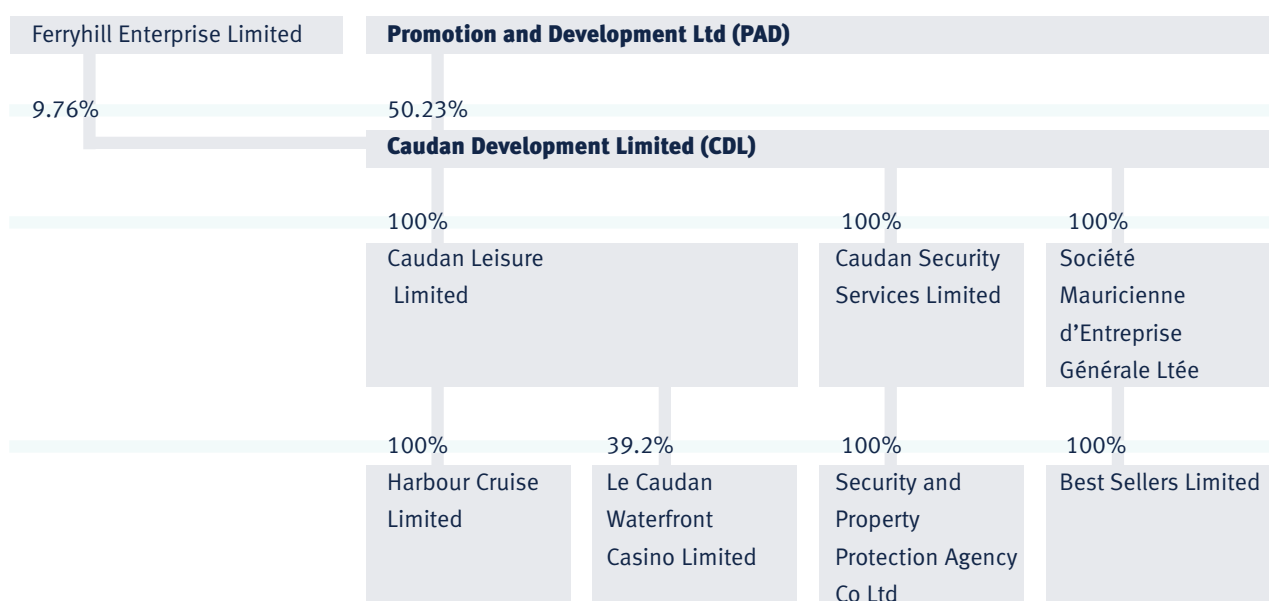 Ferryhill Enterprise Limited
Promotion and Development Ltd (PAD)
9.76%
50.23%
Caudan Development Limited (CDL)
100%
100%
100%
Caudan Leisure
Limited
Caudan Security
Services Limited
Société
Mauricienne
d’Entreprise
Générale Ltée
100%
39.2%
100%
100%
Harbour Cruise
Limited
Le Caudan
Waterfront
Casino Limited
Security and
Property
Protection Agency
Co Ltd
Best Sellers Limited